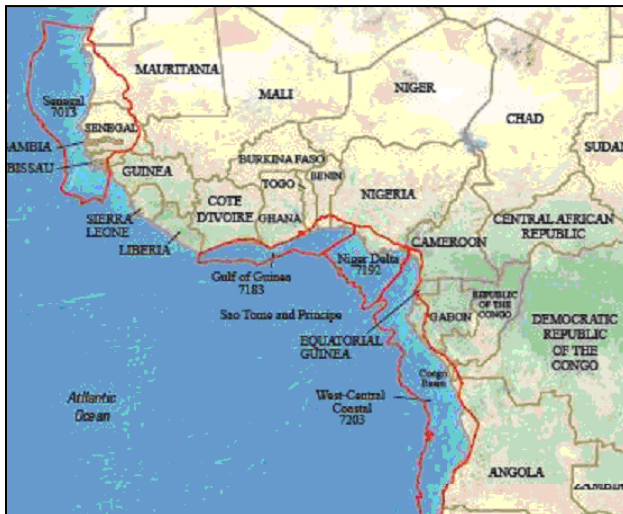 MAURITANIA
MALI
NIGER
CHAD
SUDAN
Senegal
7013
SENEGAL
GAMBIA
BISSAU
GUINEA
BURKINA FASO
BENIN
TOGO
NIGERIA
SIERRA
LEONE
COTE
D'IVOIRE
GHANA
LIBERIA
CENTRAL AFRICAN
REPUBLIC
CAMEROON
Niger Delta
7192
Gulf of Guinea
7183
Sao Tome and Principe
EQUATORIAL
GUINEA
GABON
REPUBLIC
OF THE
CONGO
DEMOCRATIC
REPUBLIC
OF THE
CONGO
Congo
Basin
West-Central
Coastal
7203
Atlantic
Ocean
ANGOLA